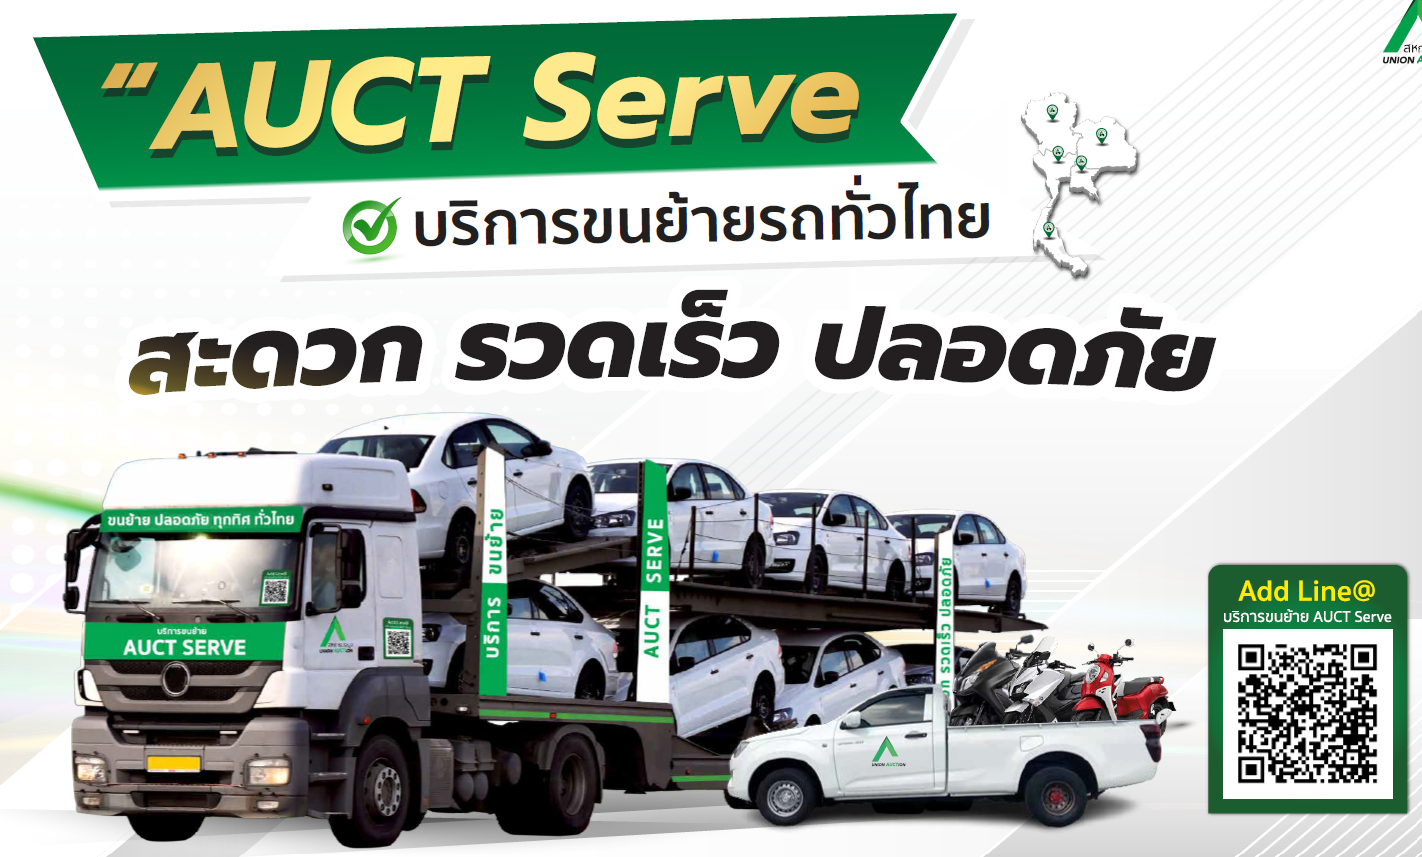 “AUCT Serve
บริการขนย้ายรถทั่วไทย
สะดวก รวดเร็ว ปลอดภัย
UNION
ขนย้าย ปลอดภัย ทุกทิศ ทั่วไทย
บริการขนย้าย
AUCT SERVE
UNION AUCTION
บริการ ขนย้าย
AUCT SERVE
รวดเร็ว ปลอดภัย
UNION AUCTION
Add Line@
บริการขนย้าย AUCT Serve